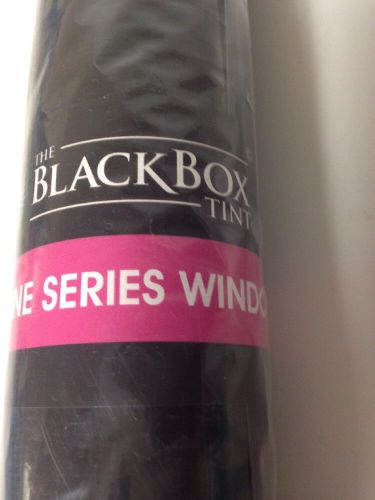 THE
BLACKBOX
TINT
NE SERIES WINDO